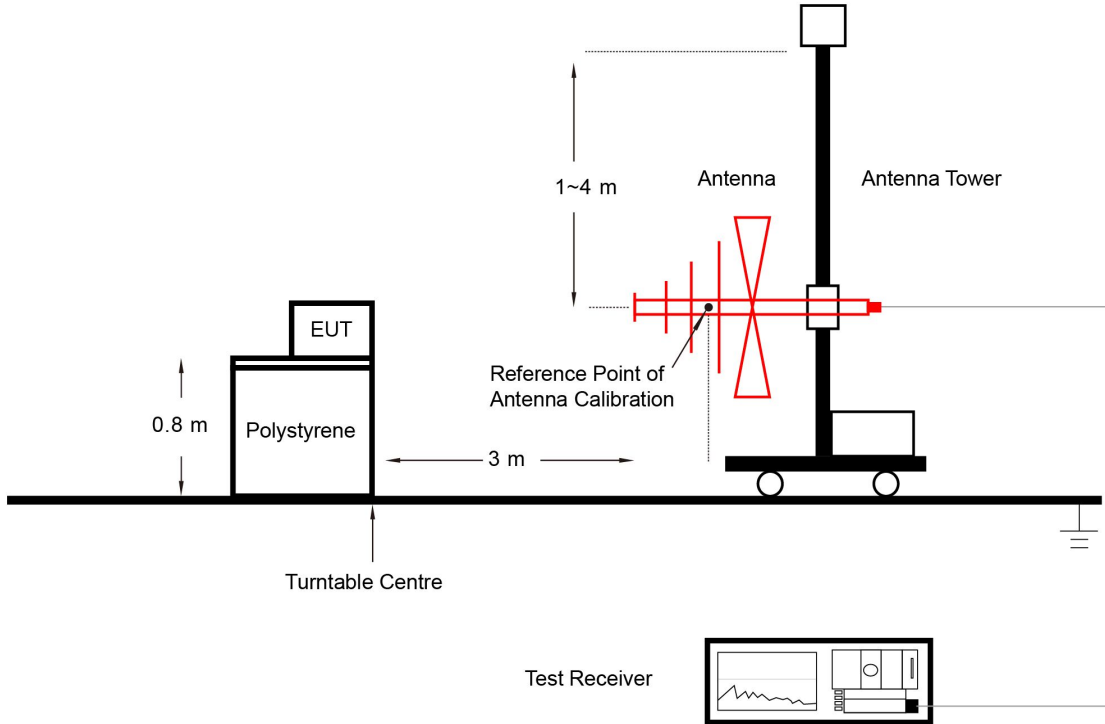 1~4 m
Antenna
Antenna Tower
EUT
Reference Point of
Antenna Calibration
0.8 m
Polystyrene
3 m
Turntable Centre
Test Receiver